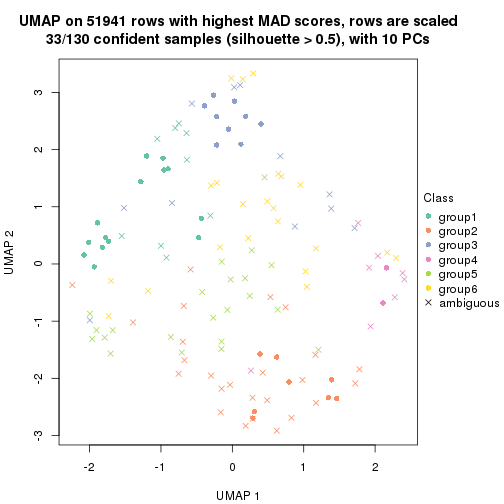 UMAP on 51941 rows with highest MAD scores, rows are scaled
33/130 confident samples (silhouette > 0.5), with 10 PCs
3
2
1
0
-1
-2
-3
UMAP 2
-2
-1
0
1
2
UMAP 1
Class
group1
group2
group3
group4
group5
group6
ambiguous